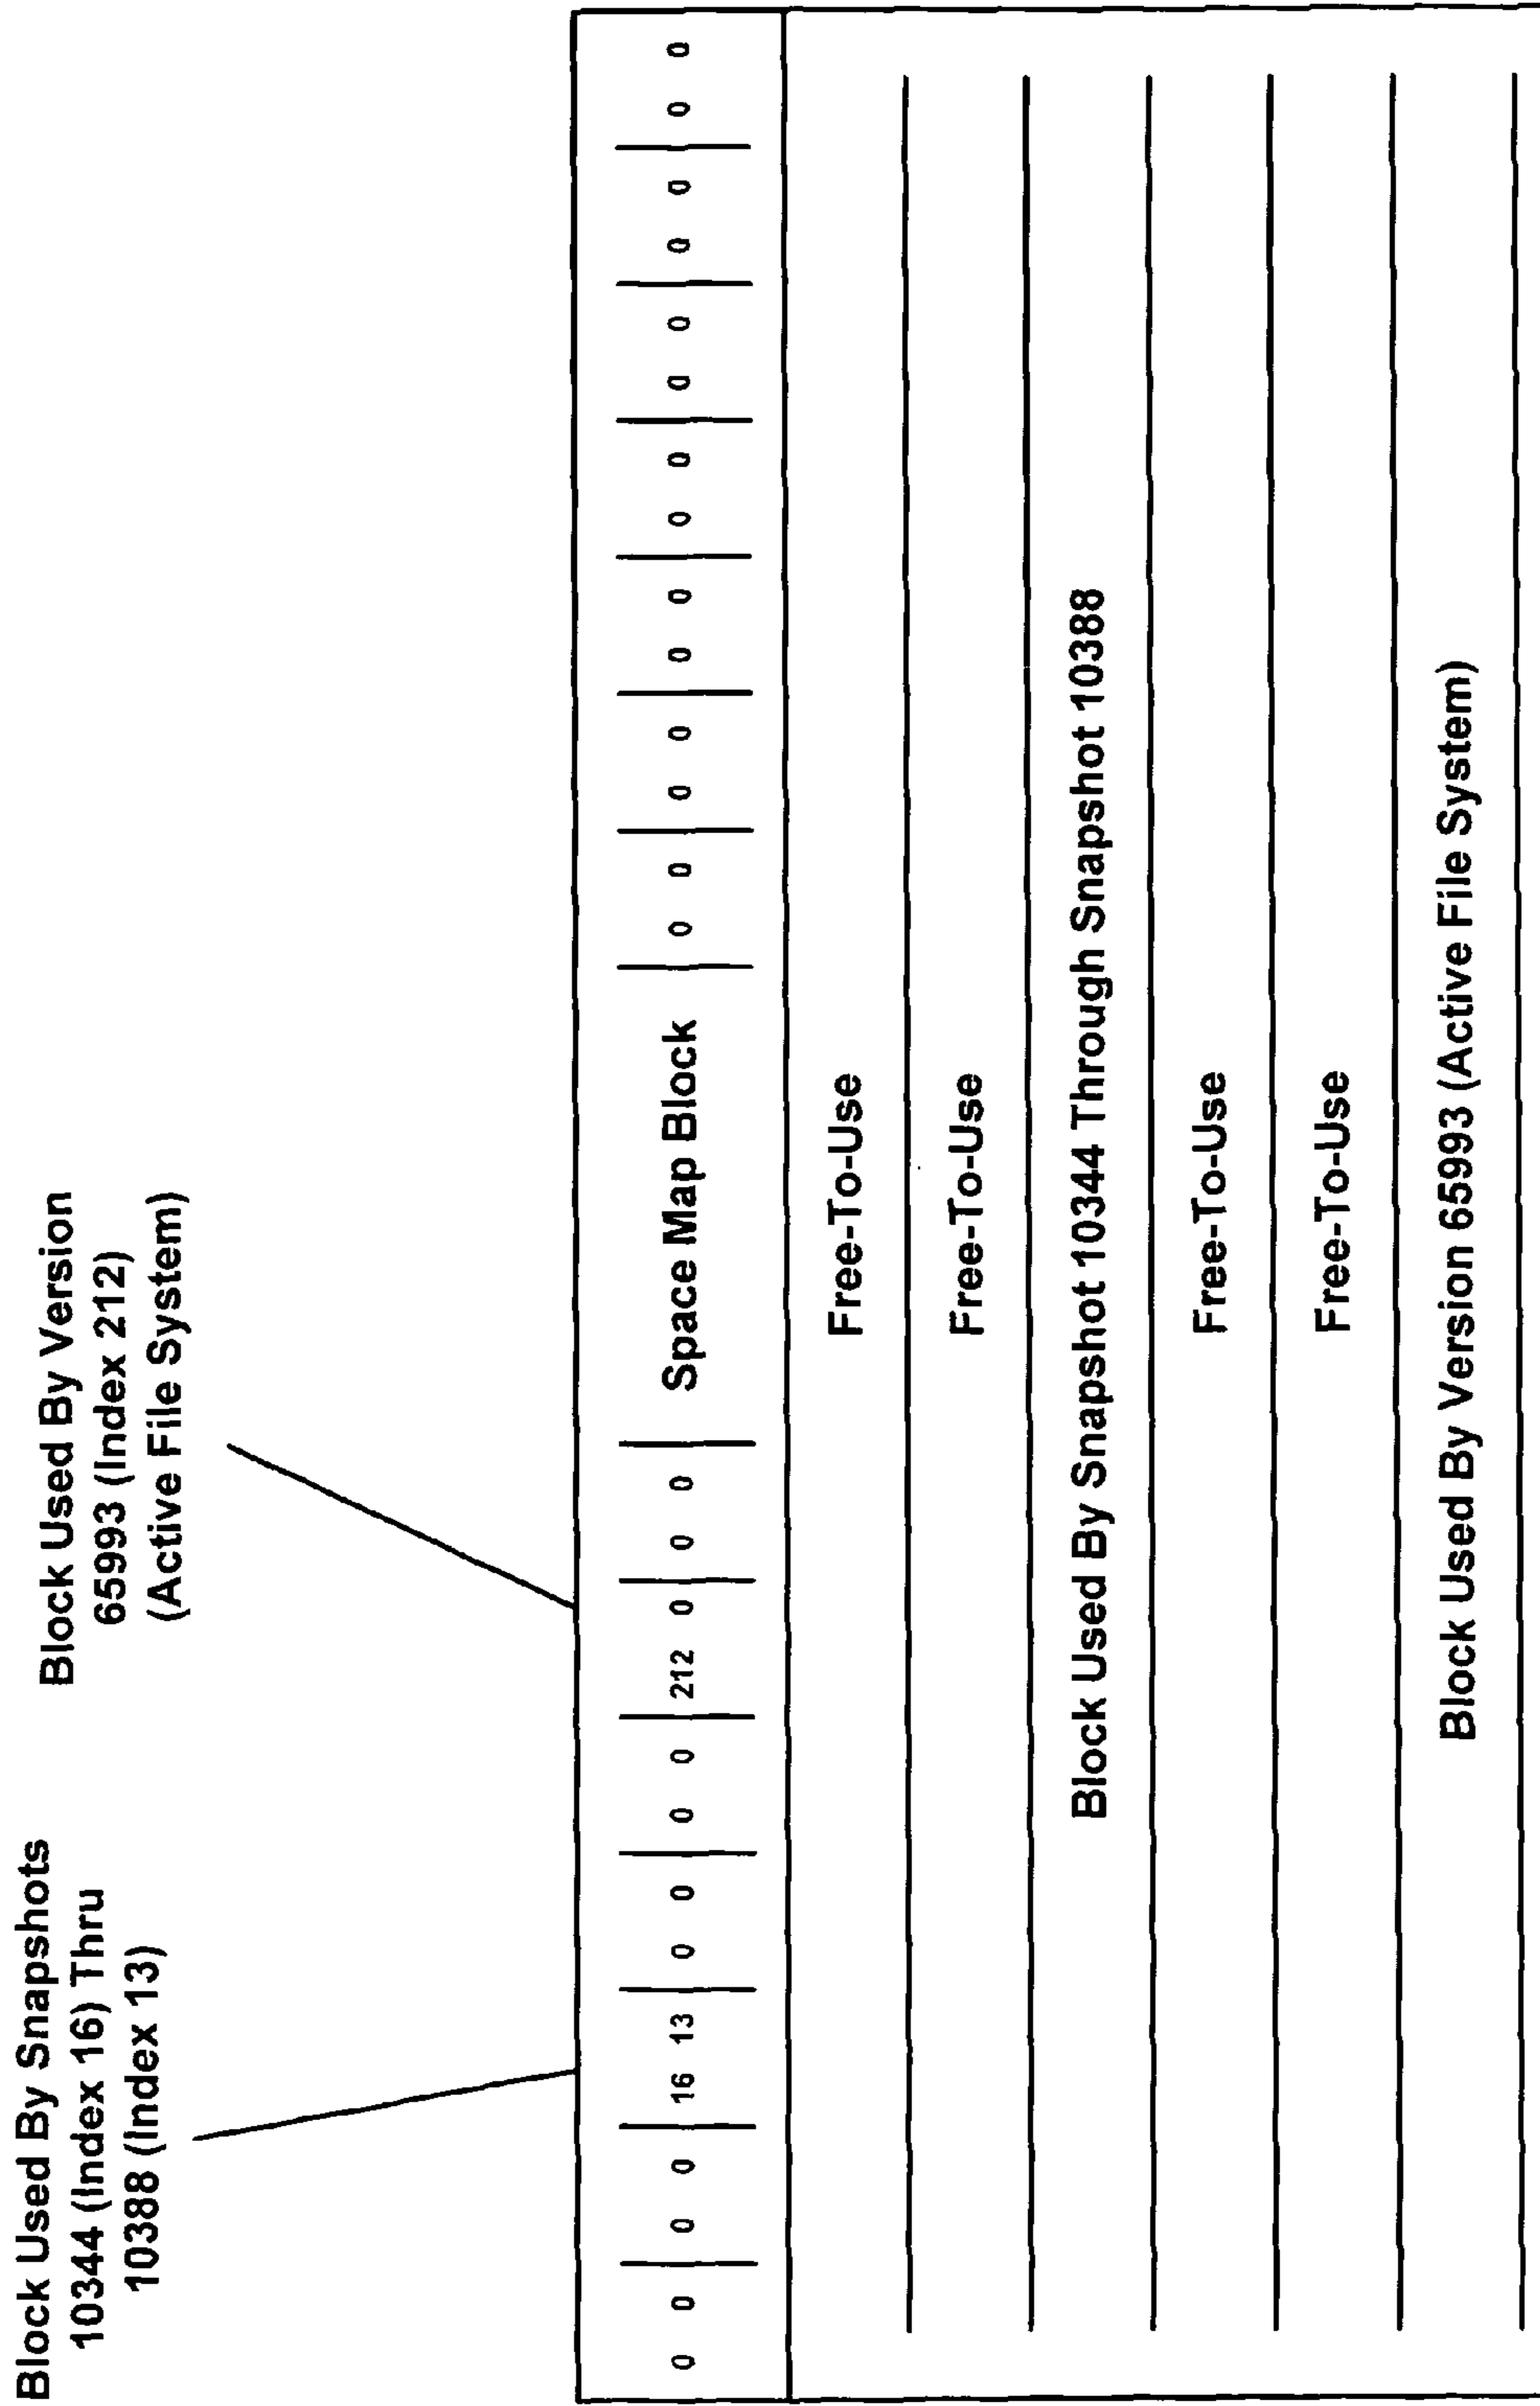 Block Used By Snapshots
10344 (Index 16) Thru
10388 (Index 13)
Block Used By Version
65993 (Index 212)
(Active File System)
0 0 | 0 0 | 16 13 | 0 0 | 0 0 | 212 0 | 0 0 | Space Map Block | 0 0 | 0 0 | 0 0 | 0 0 | 0 0 | 0 0 | 0 0
Free-To-Use
Free-To-Use
Block Used By Snapshot 10344 Through Snapshot 10388
Free-To-Use
Free-To-Use
Block Used By Version 65993 (Active File System)